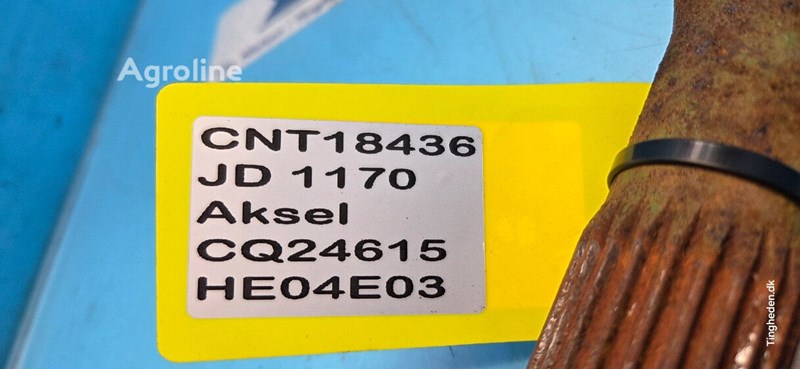 Agroline
CNT18436
JD 1170
Aksel
CQ24615
HE04E03
Tingheden.dk